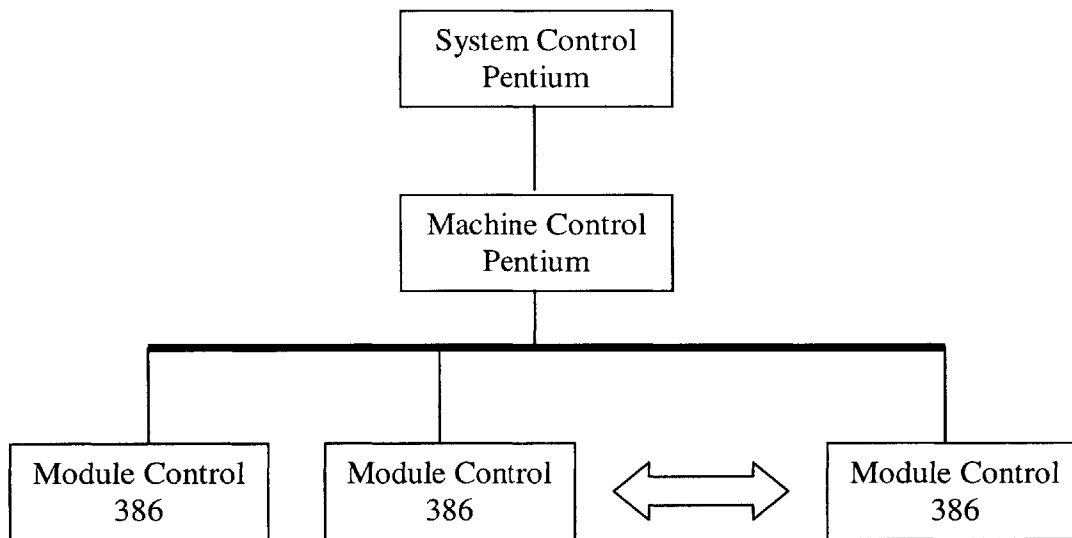 System Control
Pentium
Machine Control
Pentium
Module Control
386
Module Control
386
Module Control
386